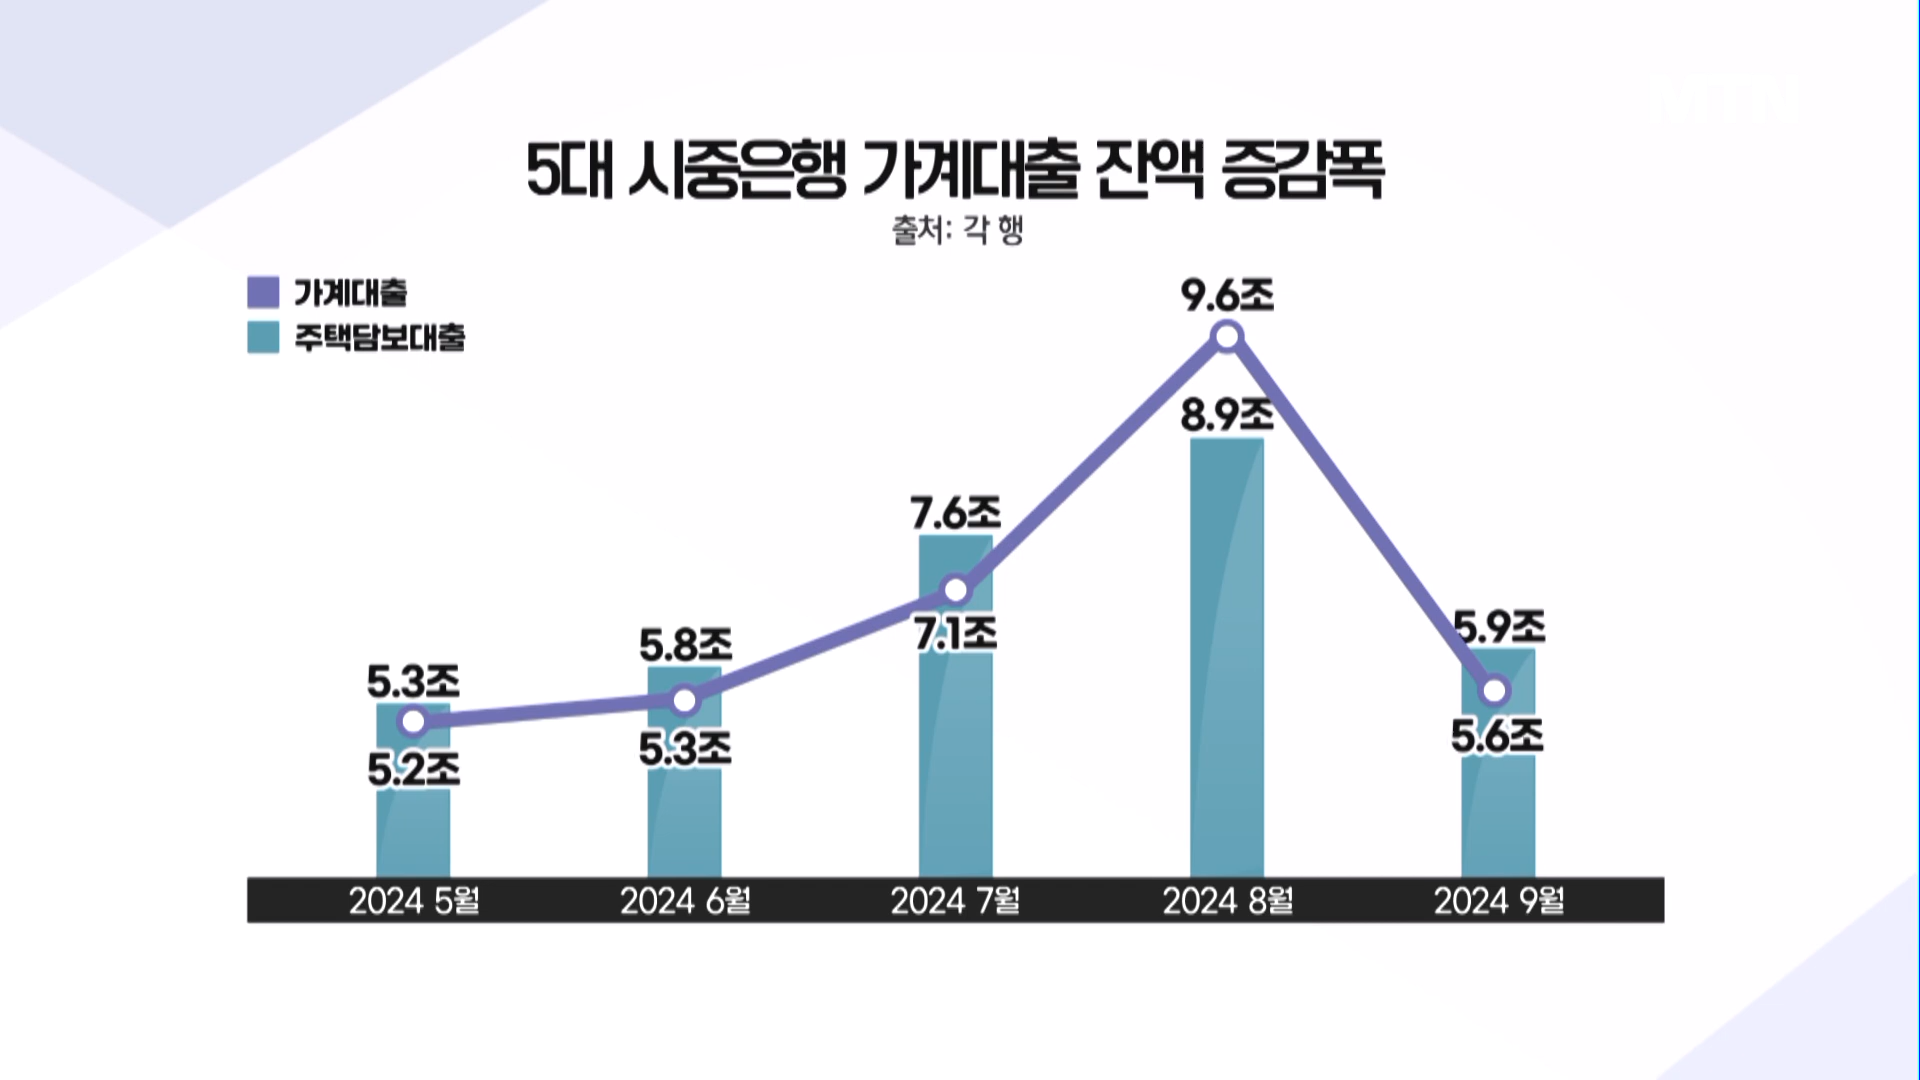 5대 시중은행 가계대출 잔액 증감폭
출처: 각 행
가계대출
주택담보대출
9.6조
8.9조
7.6조
7.1조
5.8조
5.3조
5.3조
5.2조
5.9조
5.6조
2024 5월 2024 6월 2024 7월 2024 8월 2024 9월